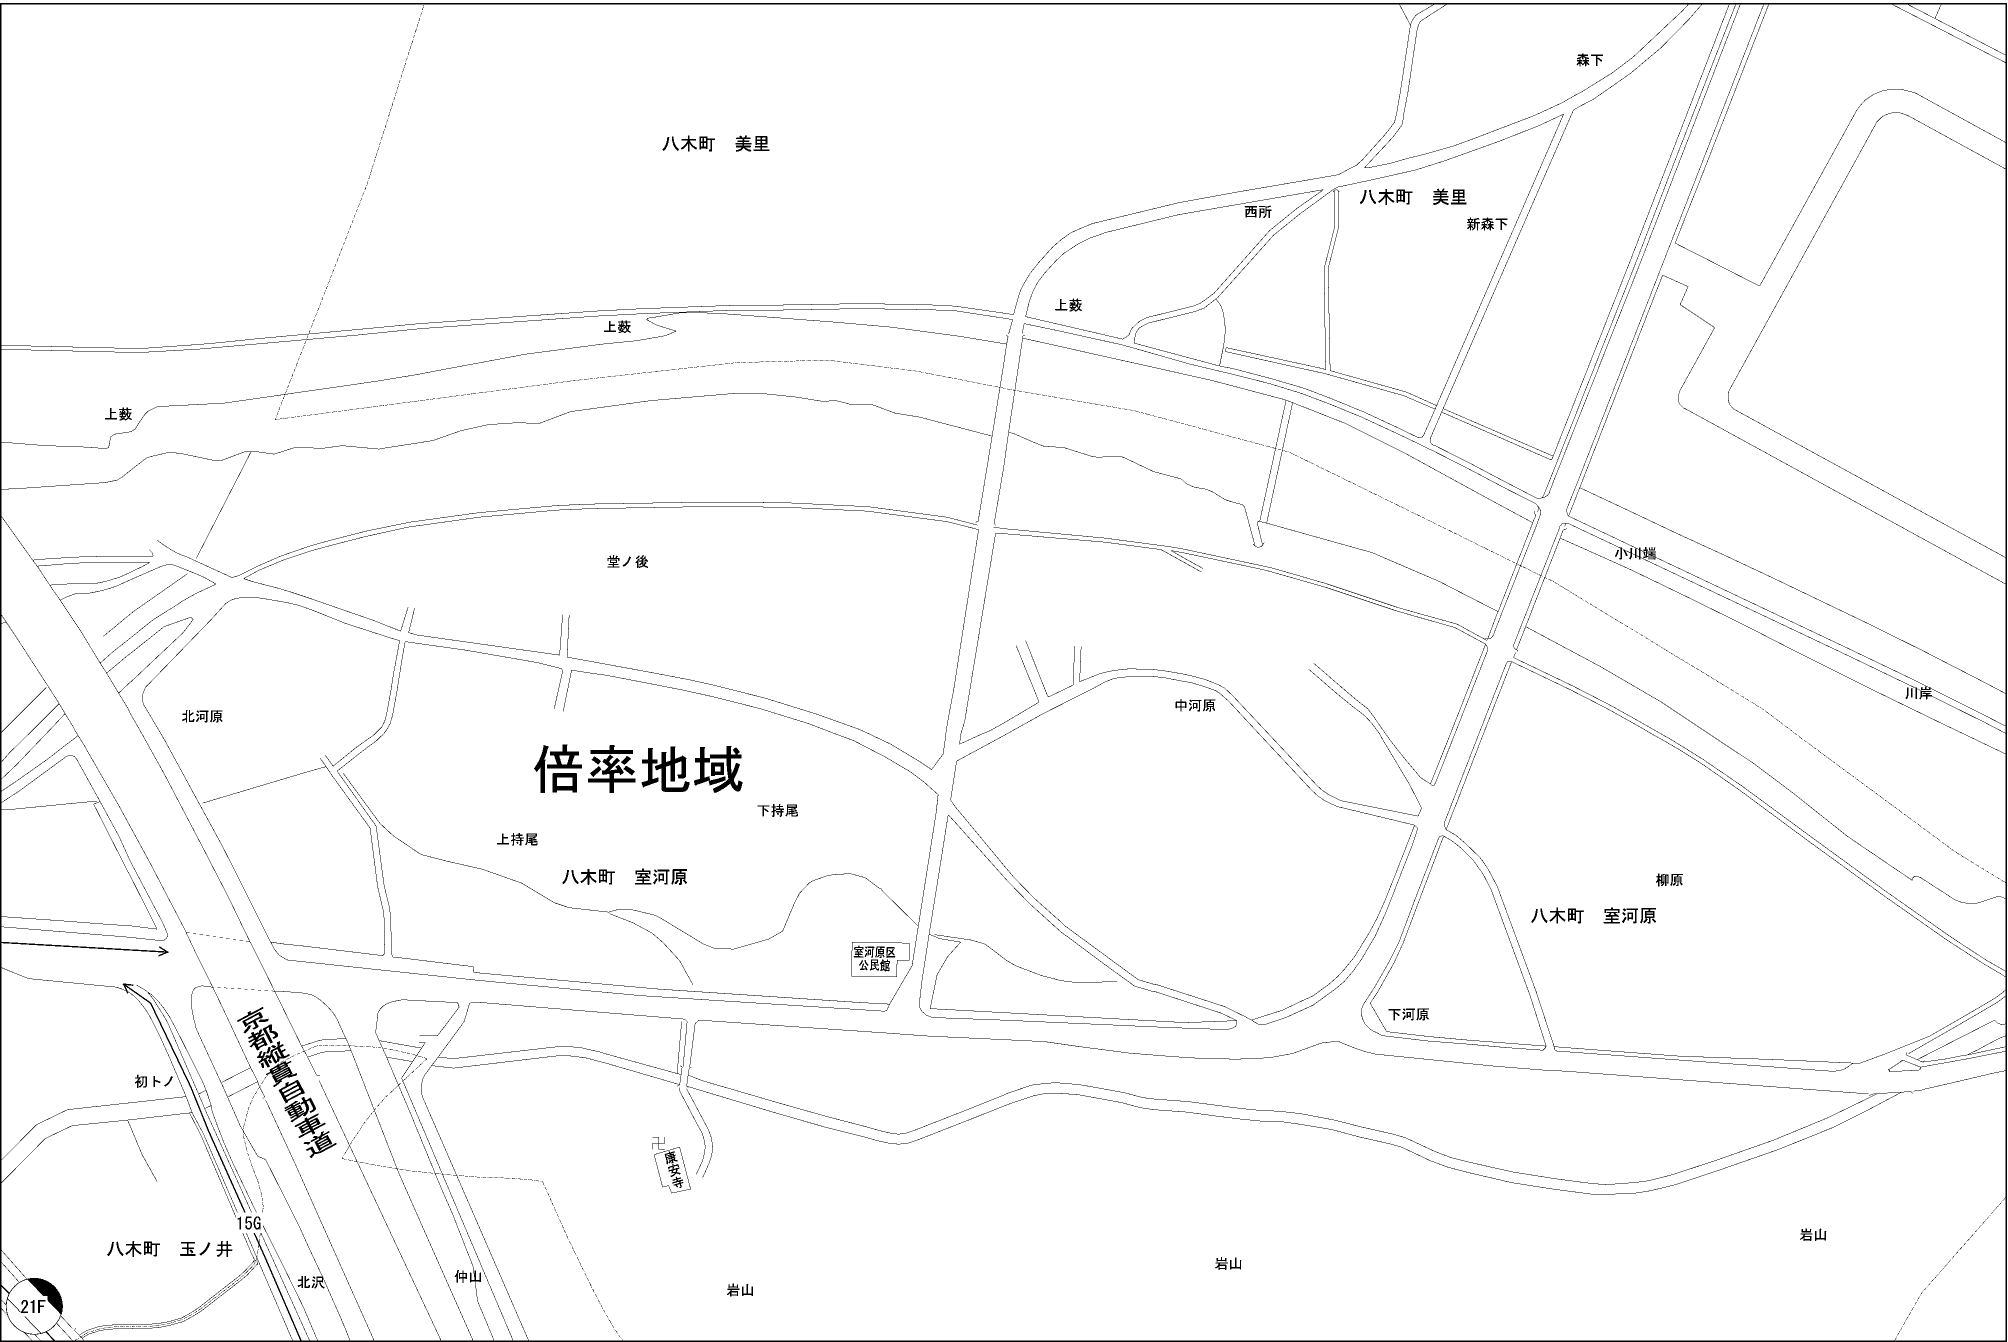 森下
八木町　美里
八木町　美里
西所
新森下
上薮
上薮
上薮
小川端
堂ノ後
川岸
中河原
北河原
倍率地域
下持尾
上持尾
八木町　室河原
柳原
八木町　室河原
室河原区
公民館
下河原
京都縦貫自動車道
初トノ
卍
康安寺
15G
八木町　玉ノ井
岩山
岩山
仲山
北沢
岩山
21F